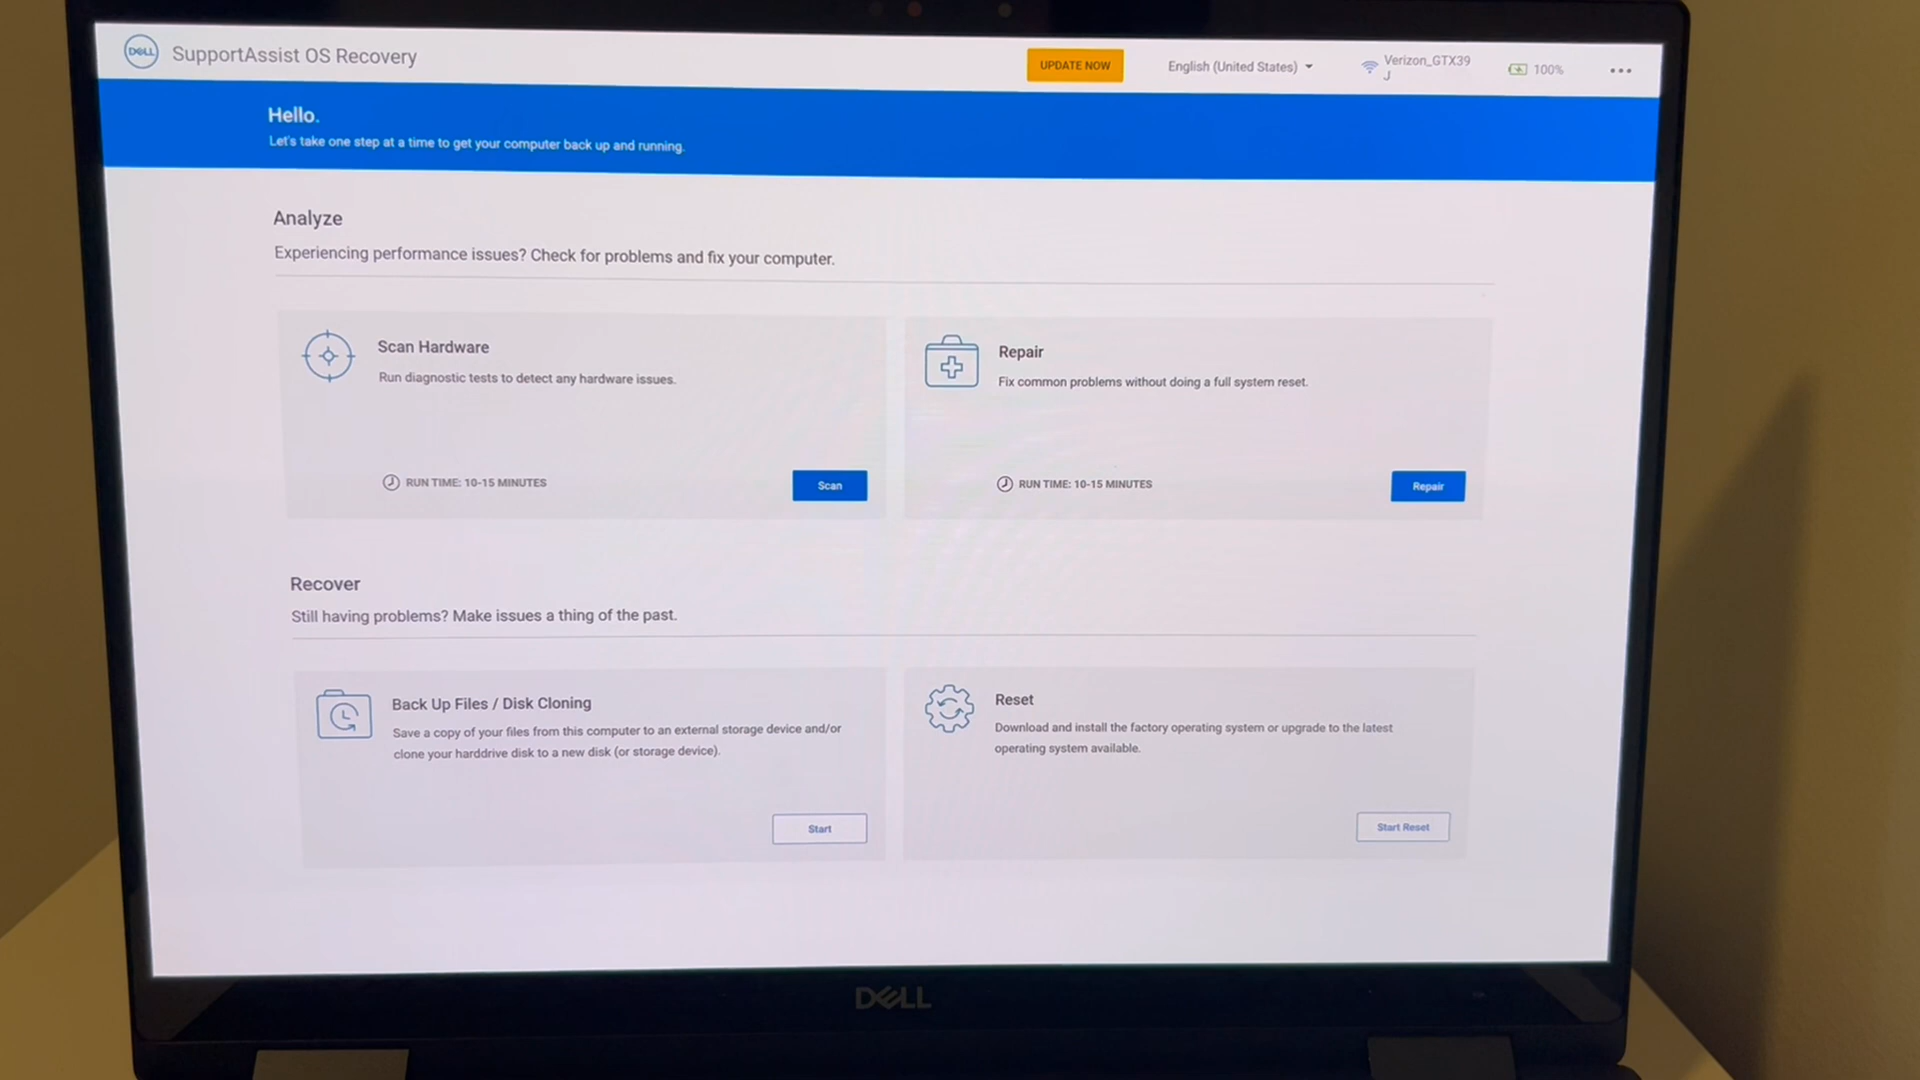 DELL
SupportAssist OS Recovery
UPDATE NOW
English (United States)
Verizon_GTX39
J
100%
Hello.
Let's take one step at a time to get your computer back up and running.
Analyze
Experiencing performance issues? Check for problems and fix your computer.
Scan Hardware
Run diagnostic tests to detect any hardware issues.
RUN TIME: 10-15 MINUTES
Scan
Repair
Fix common problems without doing a full system reset.
RUN TIME: 10-15 MINUTES
Repair
Recover
Still having problems? Make issues a thing of the past.
Back Up Files / Disk Cloning
Save a copy of your files from this computer to an external storage device and/or
clone your harddrive disk to a new disk (or storage device).
Start
Reset
Download and install the factory operating system or upgrade to the latest
operating system available.
Start Reset
DELL